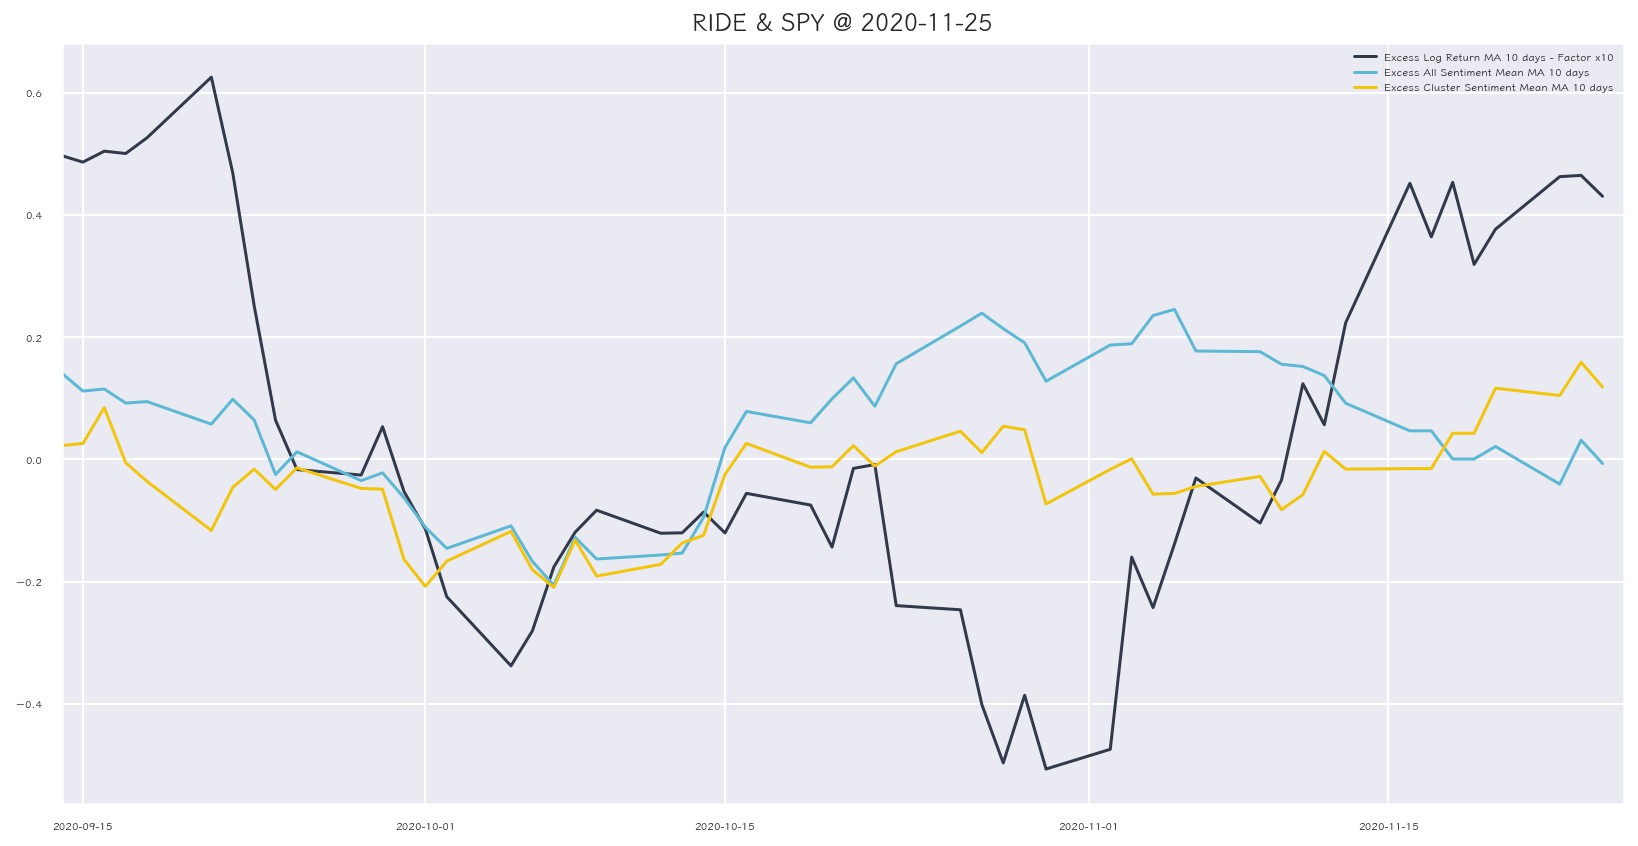 RIDE & SPY @ 2020-11-25
Excess Log Return MA 10 days - Factor x10
Excess All Sentiment Mean MA 10 days
Excess Cluster Sentiment Mean MA 10 days
0.6
0.4
0.2
0.0
−0.2
−0.4
2020-09-15
2020-10-01
2020-10-15
2020-11-01
2020-11-15